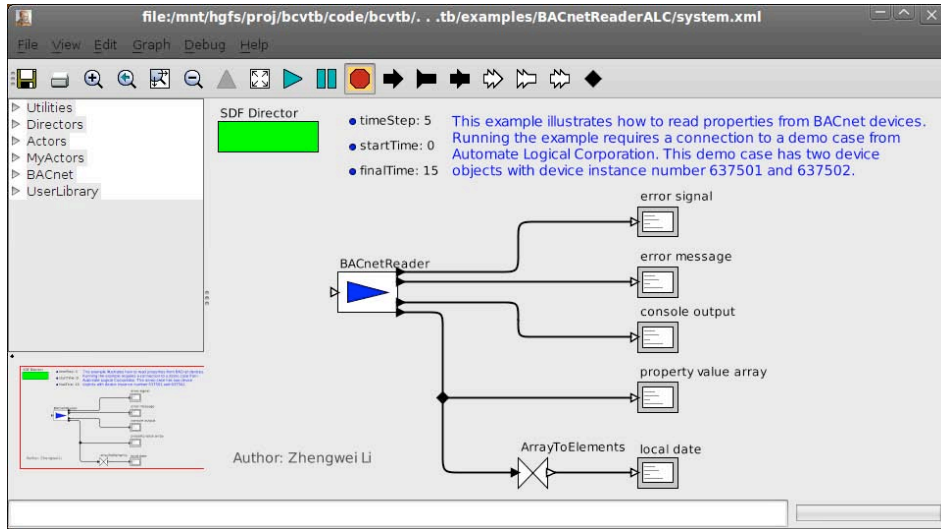 file:/mnt/hgfs/proj/bcvtb/code/bcvtb/. . .tb/examples/BACnetReaderALC/system.xml
File View Edit Graph Debug Help
Utilities
Directors
Actors
MyActors
BACnet
UserLibrary
SDF Director
timeStep: 5
startTime: 0
finalTime: 15
This example illustrates how to read properties from BACnet devices.
Running the example requires a connection to a demo case from
Automate Logical Corporation. This demo case has two device
objects with device instance number 637501 and 637502.
error signal
BACnetReader
error message
console output
property value array
ArrayToElements
local date
Author: Zhengwei Li